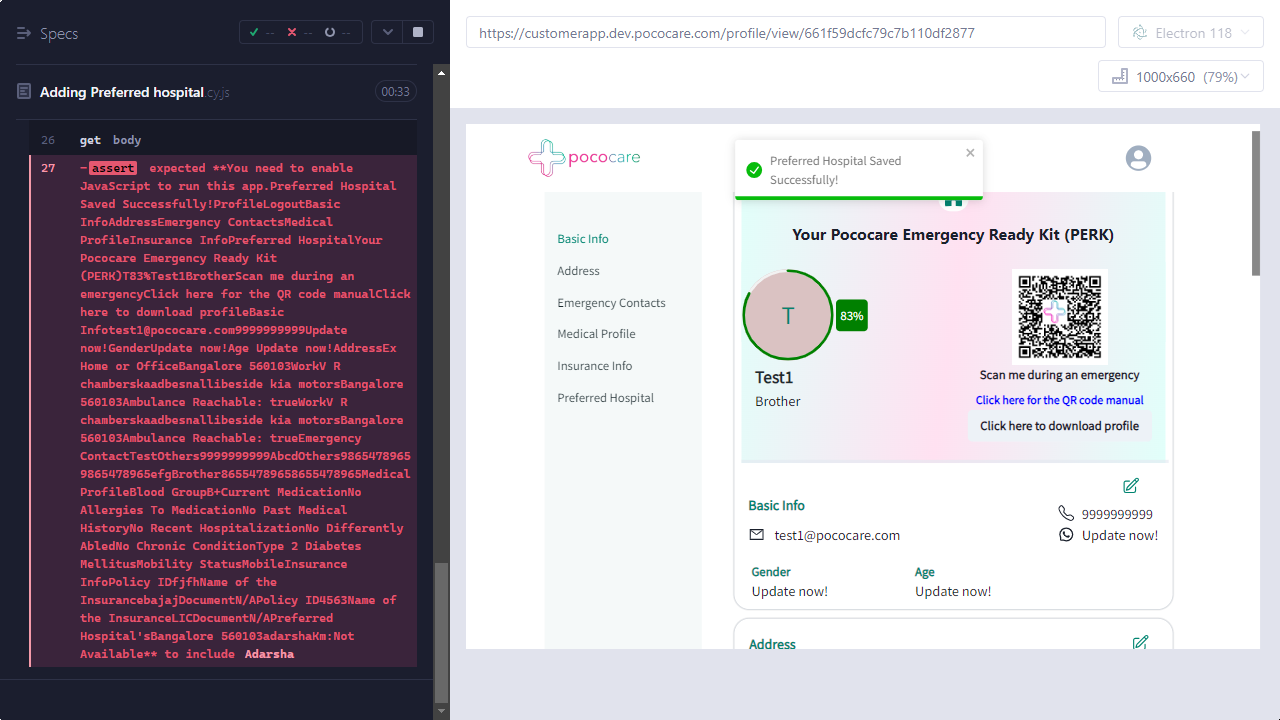 Specs
-- -- --
Adding Preferred hospital.cy.js
00:33
26 get body
27 -assert expected **You need to enable
JavaScript to run this app.Preferred Hospital
Saved Successfully!ProfileLogoutBasic
InfoAddressEmergency ContactsMedical
ProfileInsurance InfoPreferred HospitalYour
Pococare Emergency Ready Kit
(PERK)T83%Test1BrotherScan me during an
emergencyClick here for the QR code manualClick
here to download profileBasic
Infotest1@pococare.com9999999999Update
now!GenderUpdate now!Age Update now!AddressEx
Home or OfficeBangalore 560103WorkV R
chamberskaadbesnallibeside kia motorsBangalore
560103Ambulance Reachable: trueWorkV R
chamberskaadbesnallibeside kia motorsBangalore
560103Ambulance Reachable: trueEmergency
ContactTestOthers9999999999AbcdOthers9865478965
9865478965efgBrother86554789658655478965Medical
ProfileBlood GroupB+Current MedicationNo
Allergies To MedicationNo Past Medical
HistoryNo Recent HospitalizationNo Differently
AbledNo Chronic ConditionType 2 Diabetes
MellitusMobility StatusMobileInsurance
InfoPolicy IDfjfhName of the
InsurancebajajDocumentN/APolicy ID4563Name of
the InsuranceLICDocumentN/APreferred
Hospital'sBangalore 560103adarshaKm:Not
Available** to include Adarsha
https://customerapp.dev.pococare.com/profile/view/661f59dcfc79c7b110df2877
Electron 118
1000x660 (79%)
pococare
Preferred Hospital Saved
Successfully!
Basic Info
Address
Emergency Contacts
Medical Profile
Insurance Info
Preferred Hospital
Your Pococare Emergency Ready Kit (PERK)
T
83%
Test1
Brother
Scan me during an emergency
Click here for the QR code manual
Click here to download profile
Basic Info
9999999999
test1@pococare.com
Update now!
Gender
Age
Update now!
Update now!
Address